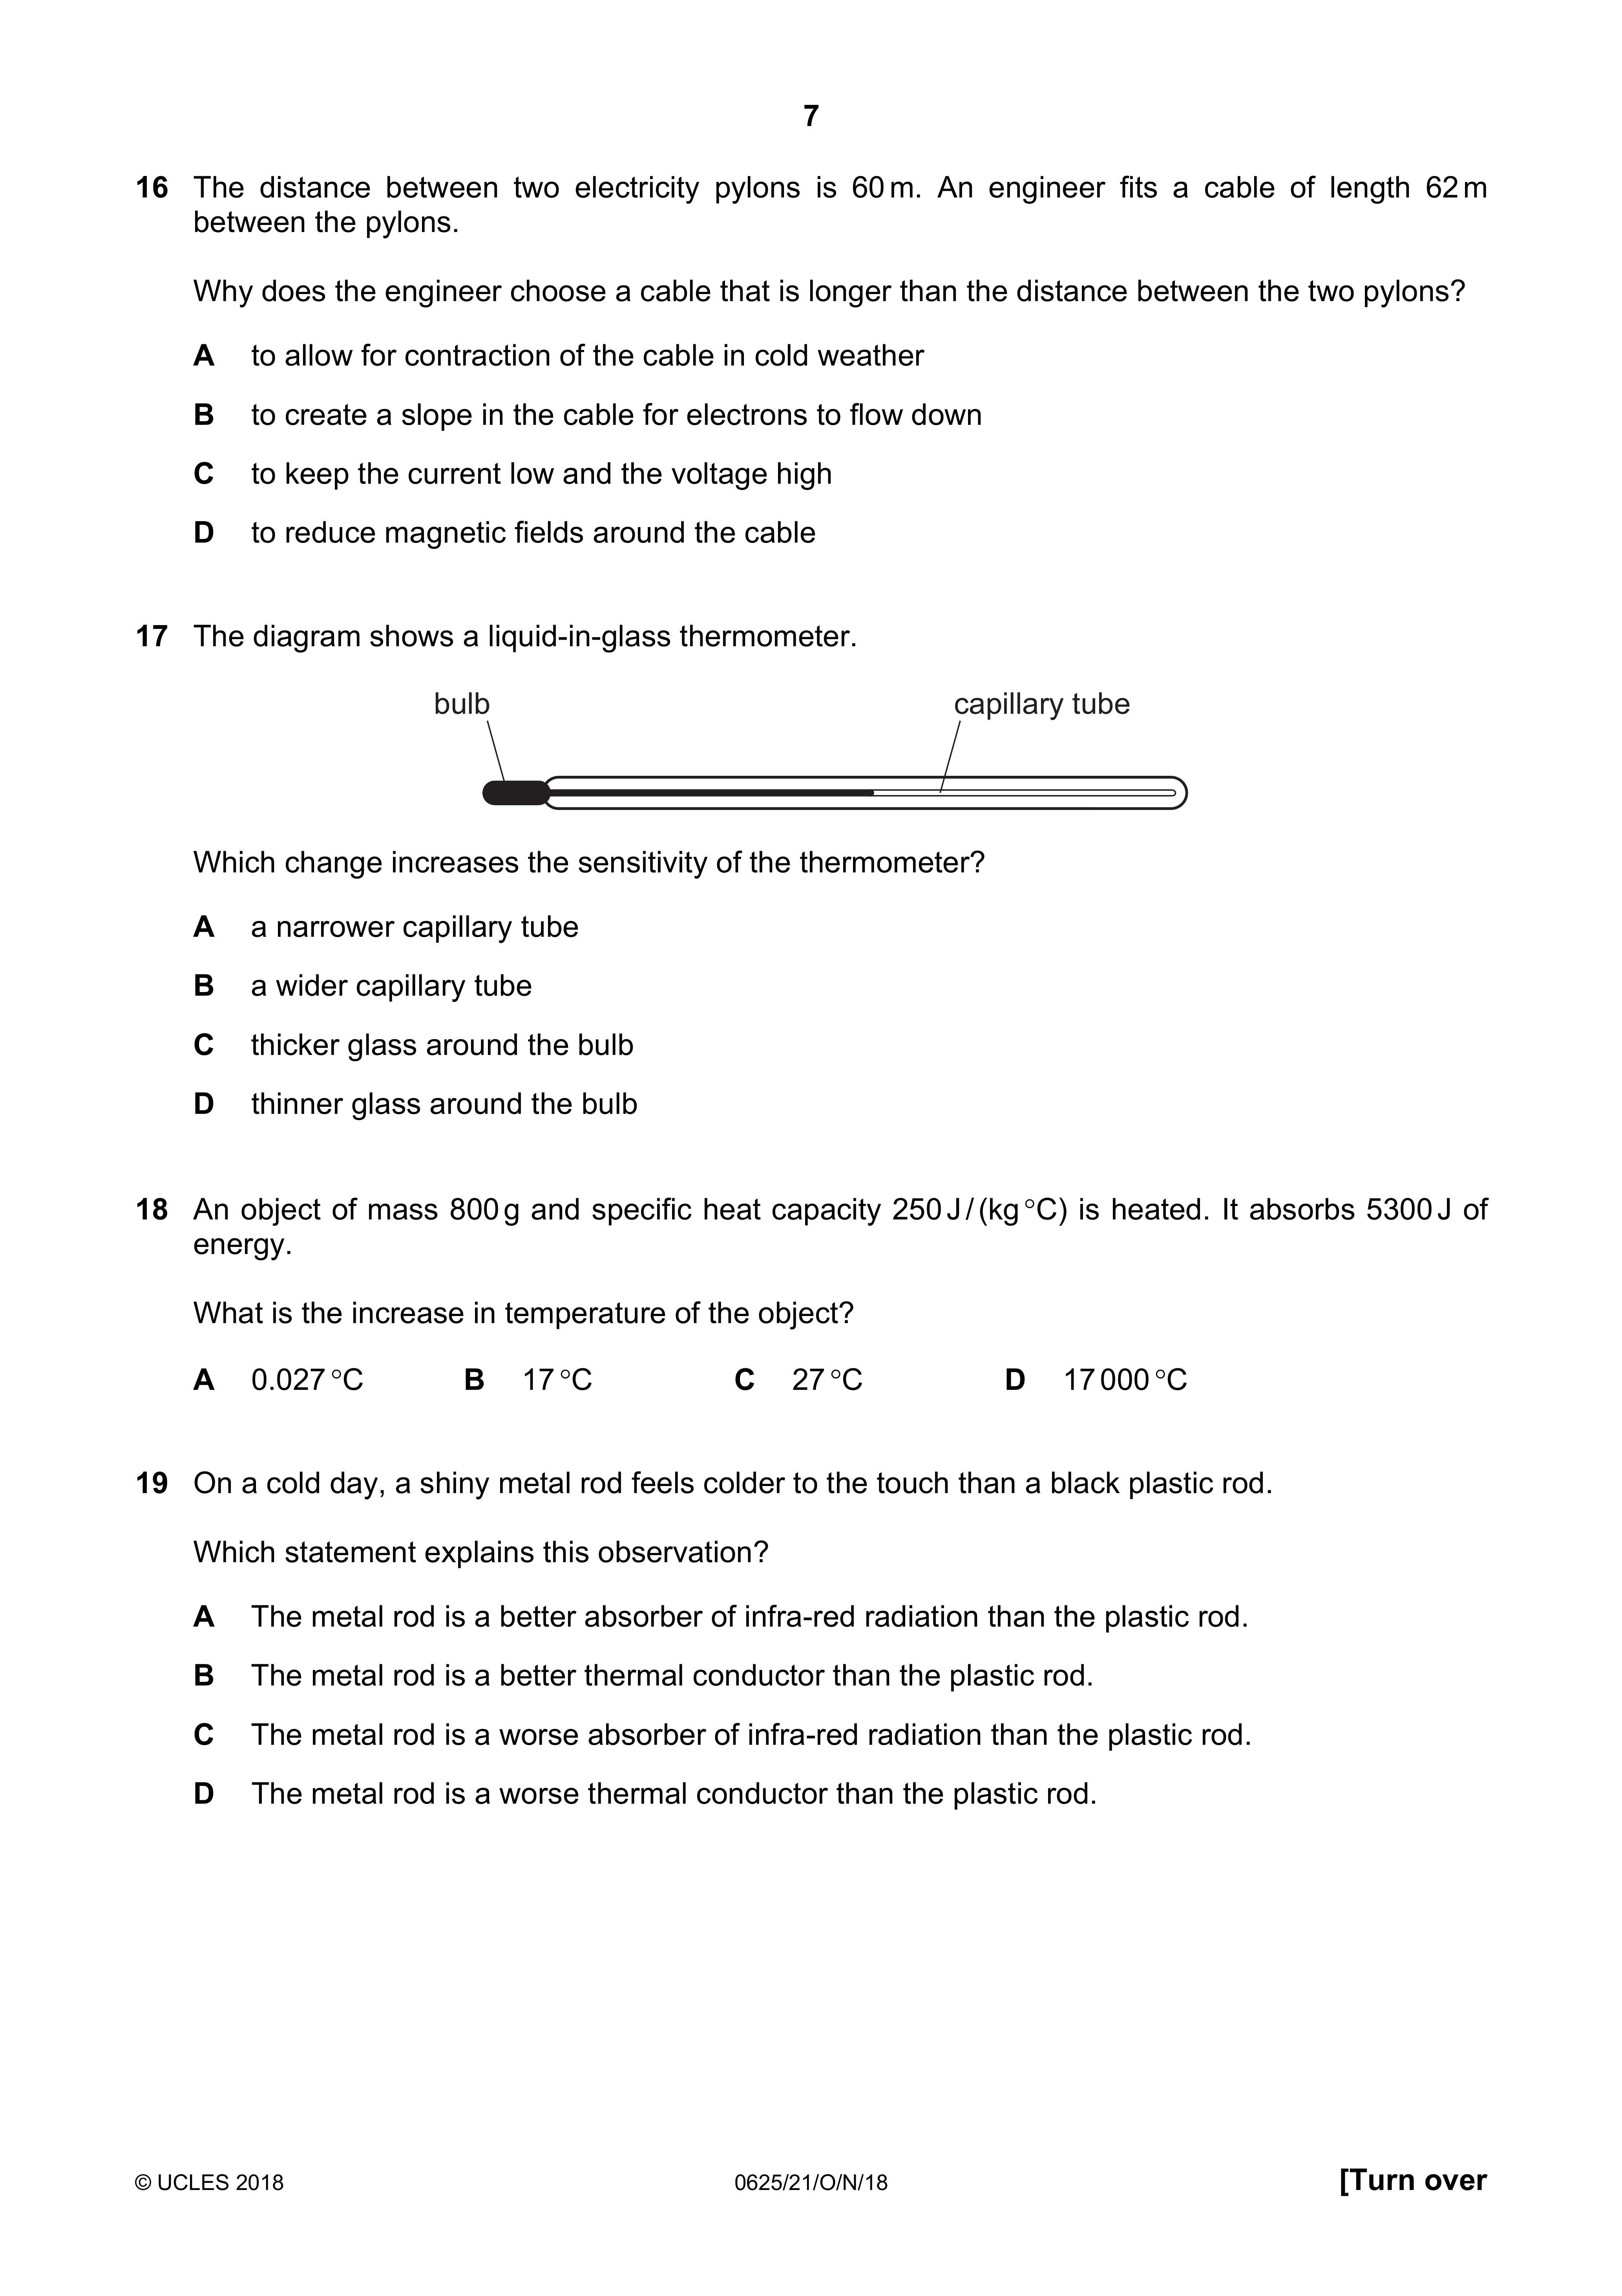 7
16 The distance between two electricity pylons is 60 m. An engineer fits a cable of length 62 m
between the pylons.
Why does the engineer choose a cable that is longer than the distance between the two pylons?
A to allow for contraction of the cable in cold weather
B to create a slope in the cable for electrons to flow down
C to keep the current low and the voltage high
D to reduce magnetic fields around the cable
17 The diagram shows a liquid-in-glass thermometer.
bulb capillary tube
Which change increases the sensitivity of the thermometer?
A a narrower capillary tube
B a wider capillary tube
C thicker glass around the bulb
D thinner glass around the bulb
18 An object of mass 800 g and specific heat capacity 250 J / (kg °C) is heated. It absorbs 5300 J of
energy.
What is the increase in temperature of the object?
A 0.027 °C B 17 °C C 27 °C D 17 000 °C
19 On a cold day, a shiny metal rod feels colder to the touch than a black plastic rod.
Which statement explains this observation?
A The metal rod is a better absorber of infra-red radiation than the plastic rod.
B The metal rod is a better thermal conductor than the plastic rod.
C The metal rod is a worse absorber of infra-red radiation than the plastic rod.
D The metal rod is a worse thermal conductor than the plastic rod.
© UCLES 2018 0625/21/O/N/18 [Turn over